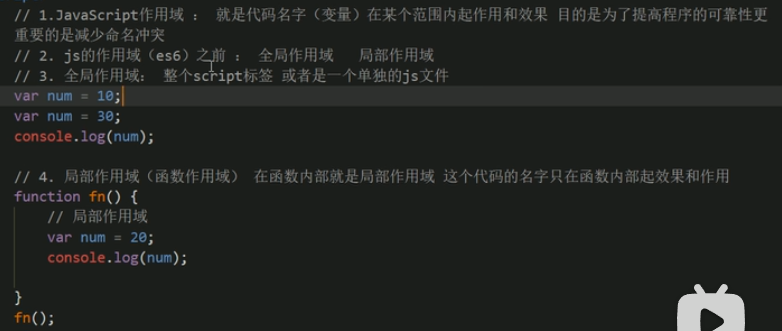 // 1.JavaScript作用域 ： 就是代码名字（变量）在某个范围内起作用和效果 目的是为了提高程序的可靠性更
重要的是减少命名冲突
// 2. js的作用域（es6）之前 ： 全局作用域   局部作用域
// 3. 全局作用域： 整个script标签 或者是一个单独的js文件
var num = 10;
var num = 30;
console.log(num);
// 4. 局部作用域（函数作用域） 在函数内部就是局部作用域 这个代码的名字只在函数内部起效果和作用
function fn() {
    // 局部作用域
    var num = 20;
    console.log(num);
}
fn();